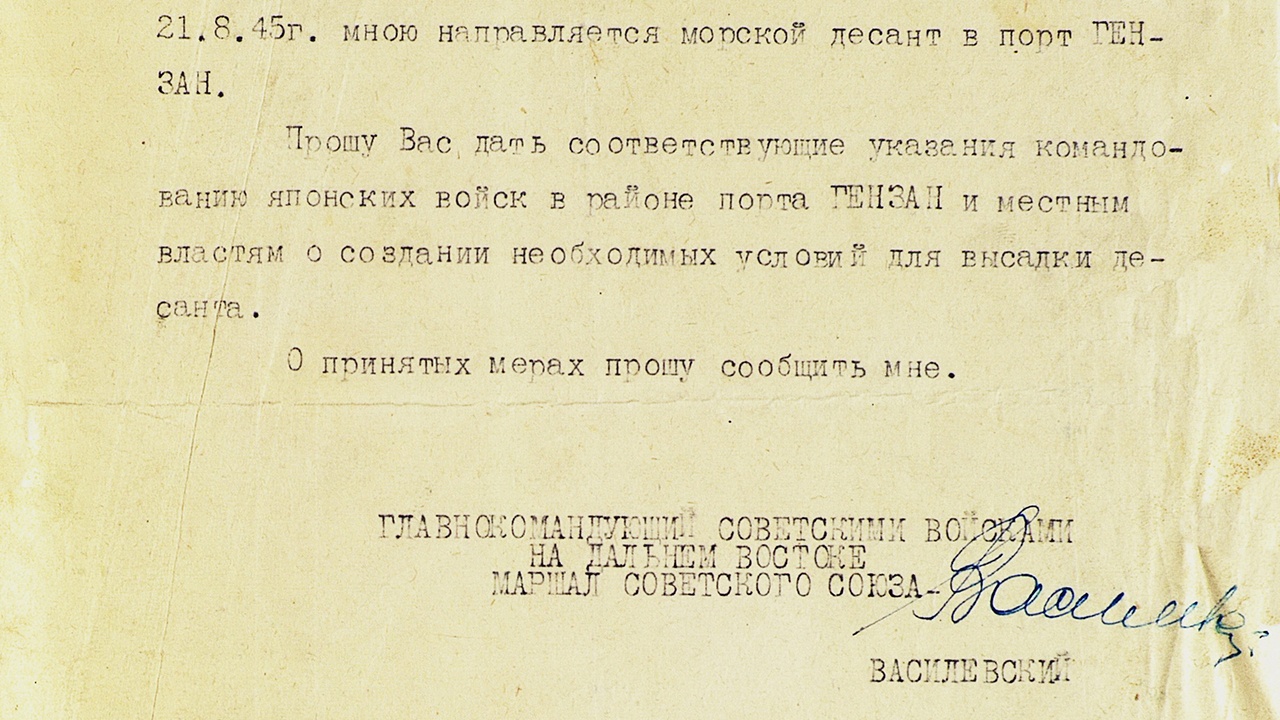 21.8.45г. мною направляется морской десант в порт ГЕН-
ЗАН.
Прошу Вас дать соответствующие указания командо-
ванию японских войск в районе порта ГЕНЗАН и местным
властям о создании необходимых условий для высадки де-
санта.
О принятых мерах прошу сообщить мне.
ГЛАВНОКОМАНДУЮЩИЙ СОВЕТСКИМИ ВОЙСКАМИ
НА ДАЛЬНЕМ ВОСТОКЕ
МАРШАЛ СОВЕТСКОГО СОЮЗА-
ВАСИЛЕВСКИЙ